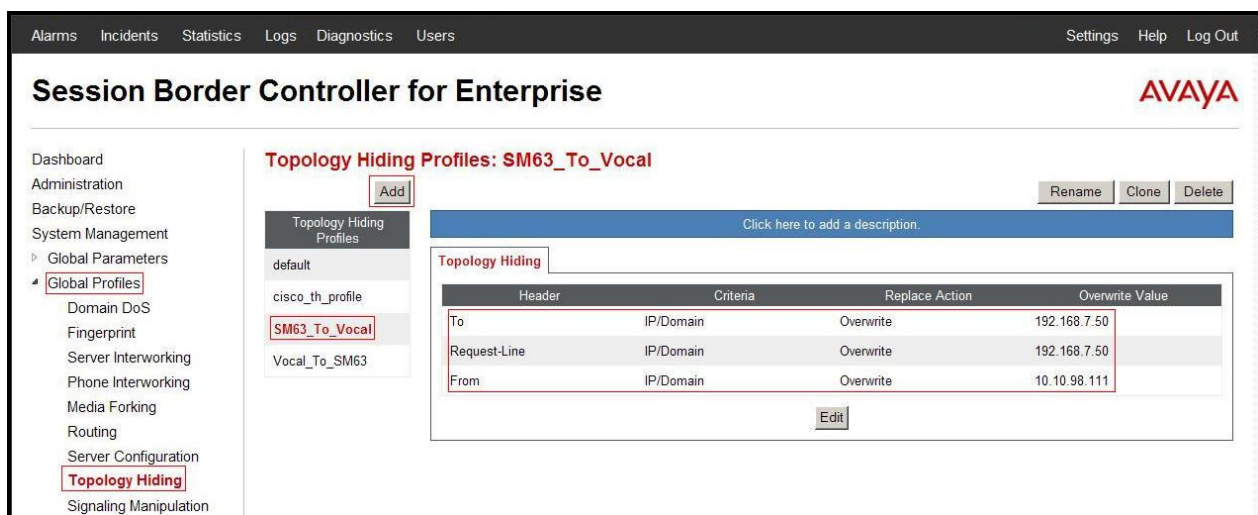 Alarms Incidents Statistics Logs Diagnostics Users Settings Help Log Out
Session Border Controller for Enterprise
AVAYA
Dashboard
Administration
Backup/Restore
System Management
Global Parameters
Global Profiles
Domain DoS
Fingerprint
Server Interworking
Phone Interworking
Media Forking
Routing
Server Configuration
Topology Hiding
Signaling Manipulation
Topology Hiding Profiles: SM63_To_Vocal
Add
Rename Clone Delete
Topology Hiding
Profiles
default
cisco_th_profile
SM63_To_Vocal
Vocal_To_SM63
Click here to add a description.
Topology Hiding
Header Criteria Replace Action Overwrite Value
To IP/Domain Overwrite 192.168.7.50
Request-Line IP/Domain Overwrite 192.168.7.50
From IP/Domain Overwrite 10.10.98.111
Edit